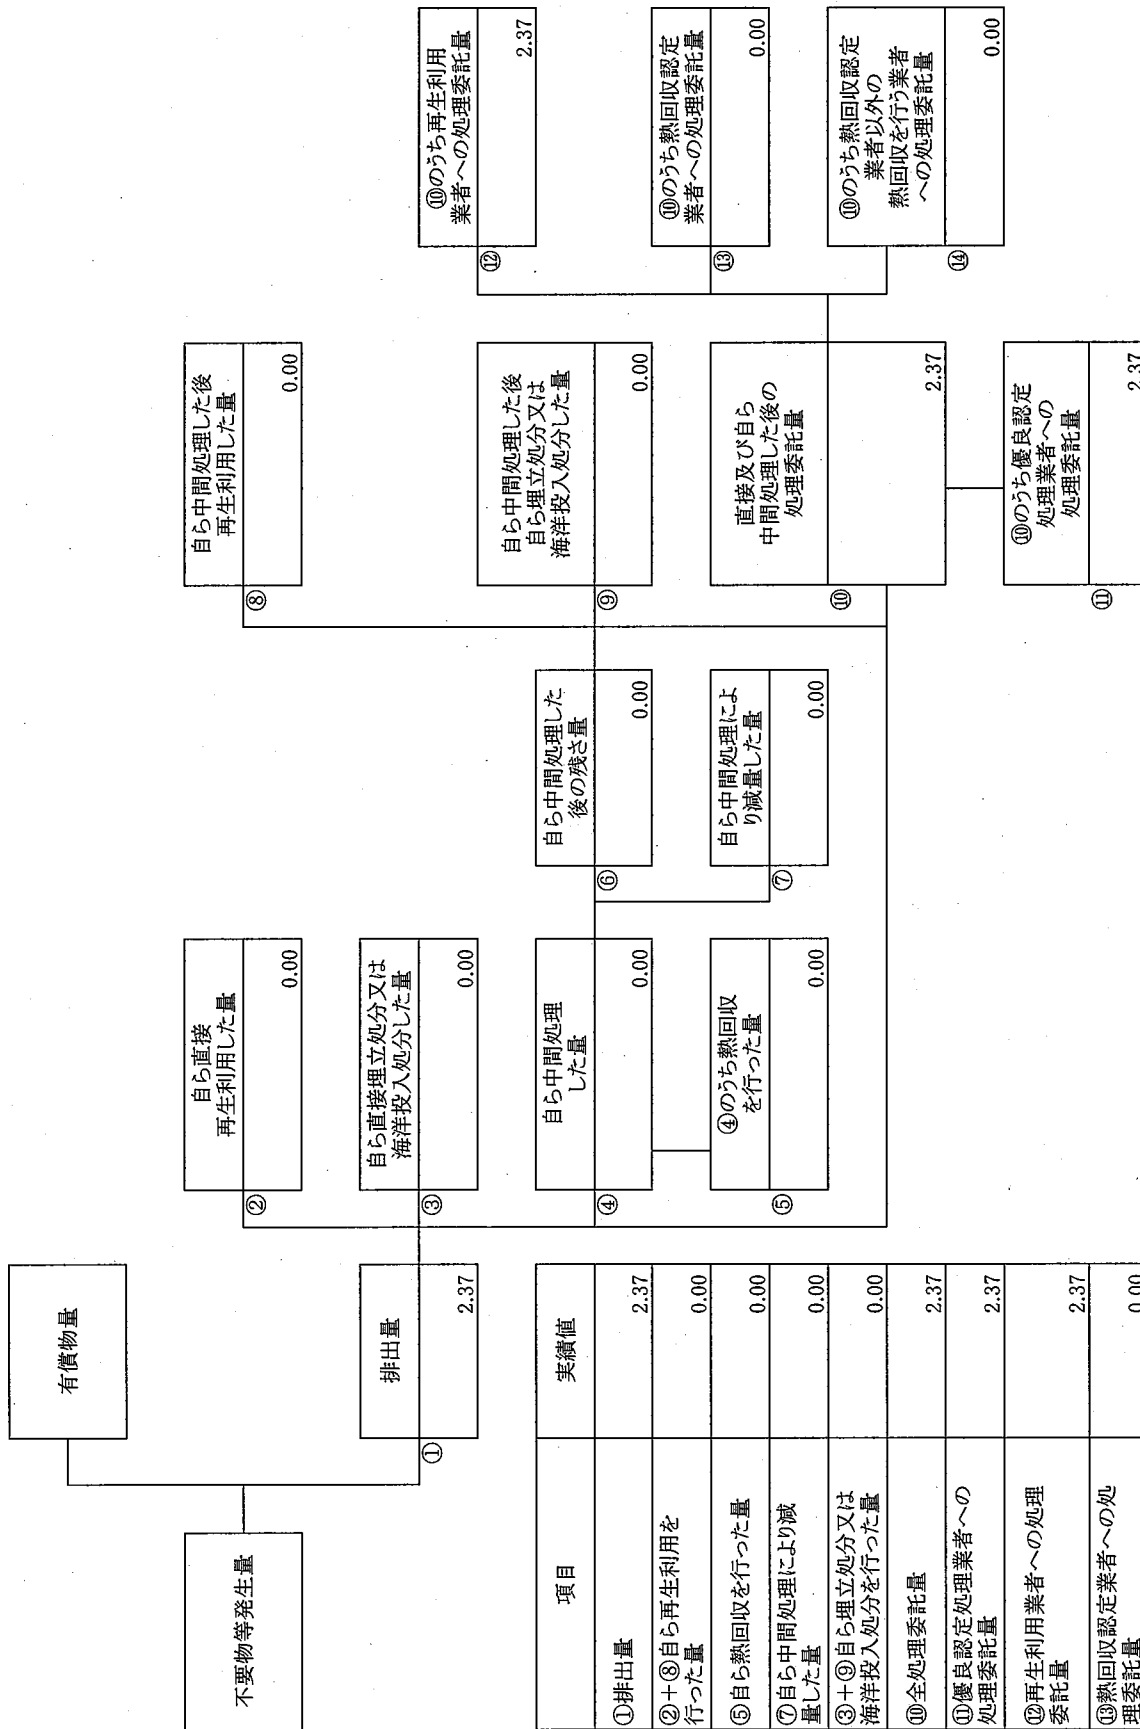 不要物等発生量
有償物量
排出量
①
2.37
自ら直接
再生利用した量
②
0.00
自ら直接埋立処分又は
海洋投入処分した量
③
0.00
自ら中間処理
した量
④
0.00
④のうち熱回収
を行った量
⑤
0.00
自ら中間処理した
後の残さ量
⑥
0.00
自ら中間処理によ
り減量した量
⑦
0.00
自ら中間処理した後
再生利用した量
⑧
0.00
自ら中間処理した後
自ら埋立処分又は
海洋投入処分した量
⑨
0.00
直接及び自ら
中間処理した後の
処理委託量
⑩
2.37
⑩のうち優良認定
処理業者への
処理委託量
⑪
2.37
⑩のうち再生利用
業者への処理委託量
⑫
2.37
⑩のうち熱回収認定
業者への処理委託量
⑬
0.00
⑩のうち熱回収認定
業者以外の
熱回収を行う業者
への処理委託量
⑭
0.00
項目 実績値
①排出量 2.37
②+⑧自ら再生利用を
行った量 0.00
⑤自ら熱回収を行った量 0.00
⑦自ら中間処理により減
量した量 0.00
③+⑨自ら埋立処分又は
海洋投入処分を行った量 0.00
⑩全処理委託量 2.37
⑪優良認定処理業者への
処理委託量 2.37
⑫再生利用業者への処理
委託量 2.37
⑬熱回収認定業者への処
理委託量 0.00